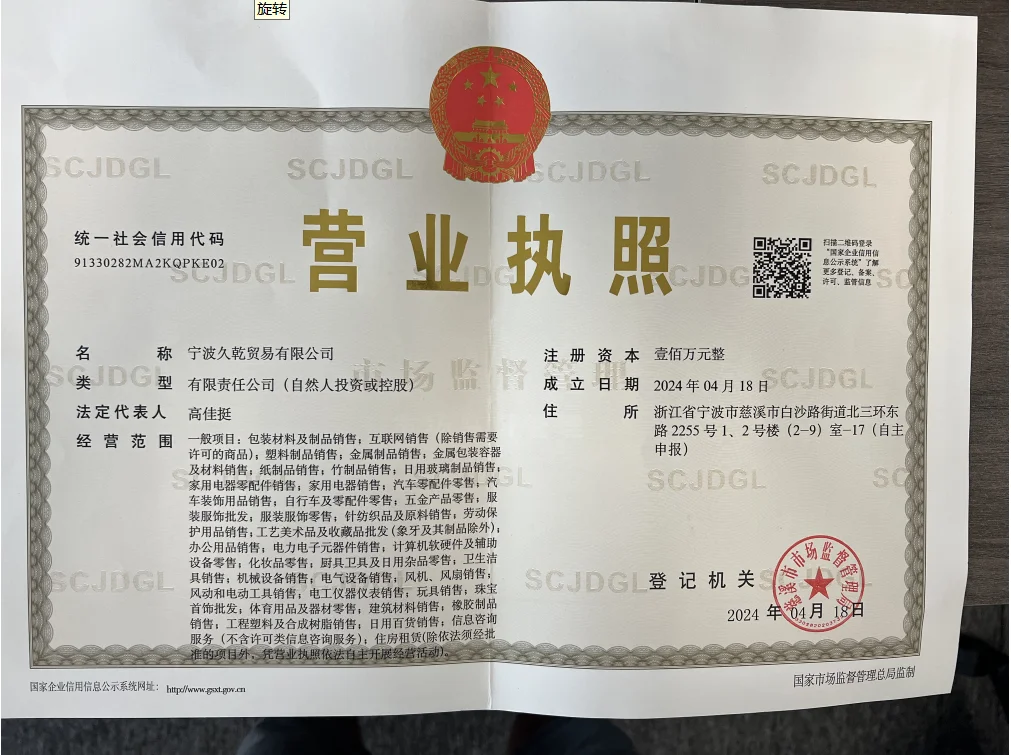 旋转
SCJDGL SCJDGL SCJDGL SCJDGL
营业执照
统一社会信用代码
91330282MA2KQPKE02
扫描二维码登录
“国家企业信用信
息公示系统”了解
更多登记、备案、
许可、监管信息
名称 宁波久乾贸易有限公司
类型 有限责任公司（自然人投资或控股）
法定代表人 高佳挺
经营范围 一般项目：包装材料及制品销售；互联网销售（除销售需要
许可的商品）；塑料制品销售；金属制品销售；金属包装容器
及材料销售；纸制品销售；竹制品销售；日用玻璃制品销售；
家用电器零配件销售；家用电器销售；汽车零配件零售；汽
车装饰用品销售；自行车及零配件零售；五金产品零售；服
装服饰批发；服装服饰零售；针纺织品及原料销售；劳动保
护用品销售；工艺美术品及收藏品批发（象牙及其制品除外）；
办公用品销售；电力电子元器件销售；计算机软硬件及辅助
设备零售；化妆品零售；厨具卫具及日用杂品零售；卫生洁
具销售；机械设备销售；电气设备销售；风机、风扇销售；
风动和电动工具销售；电工仪器仪表销售；玩具销售；珠宝
首饰批发；体育用品及器材零售；建筑材料销售；橡胶制品
销售；工程塑料及合成树脂销售；日用百货销售；信息咨询
服务（不含许可类信息咨询服务）；住房租赁(除依法须经批
准的项目外，凭营业执照依法自主开展经营活动)。
注册资本 壹佰万元整
成立日期 2024年04月18日
住所 浙江省宁波市慈溪市白沙路街道北三环东
路2255号1、2号楼（2–9）室–17（自主
申报）
市场监督管理
SCJDGL
登记机关
慈溪市市场监督管理局
2024 年 04月 18日
国家企业信用信息公示系统网址： http://www.gsxt.gov.cn
国家市场监督管理总局监制